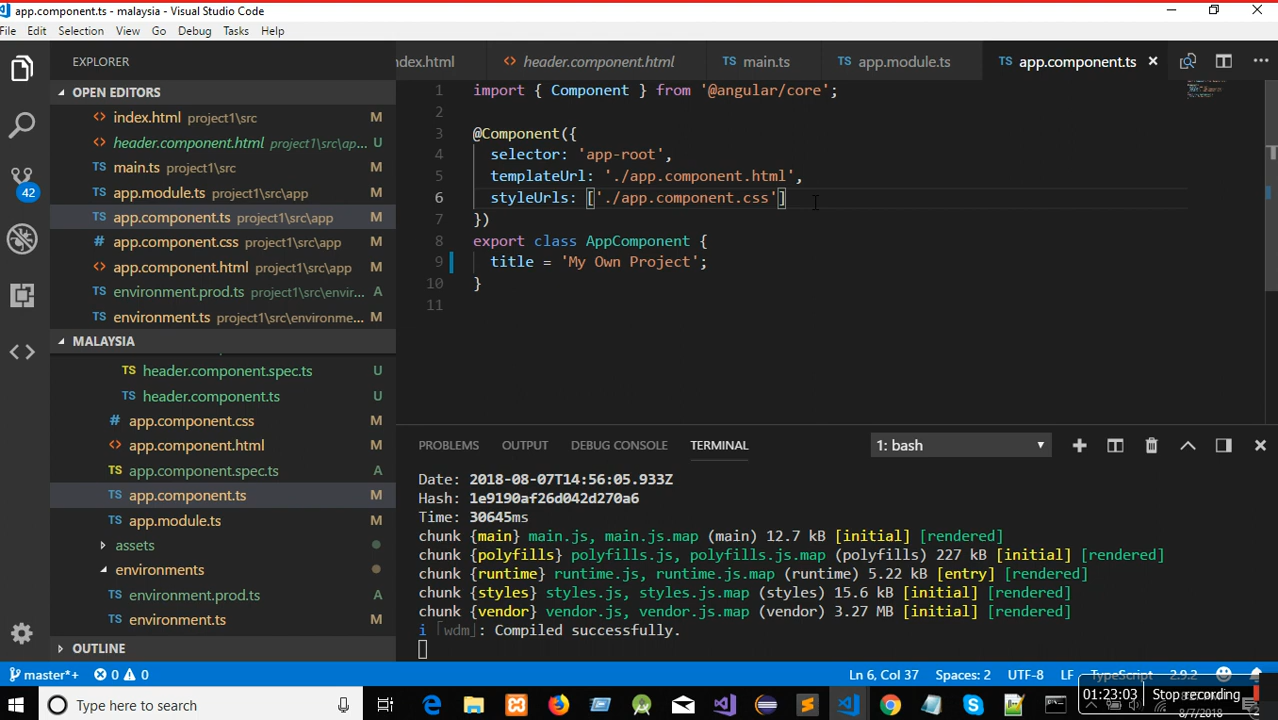 app.component.ts - malaysia - Visual Studio Code
File Edit Selection View Go Debug Tasks Help
EXPLORER
OPEN EDITORS
index.html project1\src M
header.component.html project1\src\ap... U
main.ts project1\src M
app.module.ts project1\src\app M
app.component.ts project1\src\app M
app.component.css project1\src\app M
app.component.html project1\src\app M
environment.prod.ts project1\src\envir... A
environment.ts project1\src\environme... M
MALAYSIA
header.component.spec.ts U
header.component.ts U
app.component.css M
app.component.html M
app.component.spec.ts A
app.component.ts M
app.module.ts M
assets
environments
environment.prod.ts A
environment.ts M
OUTLINE
42
ndex.html header.component.html main.ts app.module.ts app.component.ts
1 import { Component } from '@angular/core';
2
3 @Component({
4 selector: 'app-root',
5 templateUrl: './app.component.html',
6 styleUrls: ['./app.component.css']
7 })
8 export class AppComponent {
9 title = 'My Own Project';
10 }
11
PROBLEMS OUTPUT DEBUG CONSOLE TERMINAL 1: bash
Date: 2018-08-07T14:56:05.933Z
Hash: 1e9190af26d042d270a6
Time: 30645ms
chunk {main} main.js, main.js.map (main) 12.7 kB [initial] [rendered]
chunk {polyfills} polyfills.js, polyfills.js.map (polyfills) 227 kB [initial] [rendered]
chunk {runtime} runtime.js, runtime.js.map (runtime) 5.22 kB [entry] [rendered]
chunk {styles} styles.js, styles.js.map (styles) 15.6 kB [initial] [rendered]
chunk {vendor} vendor.js, vendor.js.map (vendor) 3.27 MB [initial] [rendered]
i ｢wdm｣: Compiled successfully.
master*+ 0 0 Ln 6, Col 37 Spaces: 2 UTF-8 LF TypeScript 2.9.2
Type here to search
01:23:03 Stop recording
8/7/2018